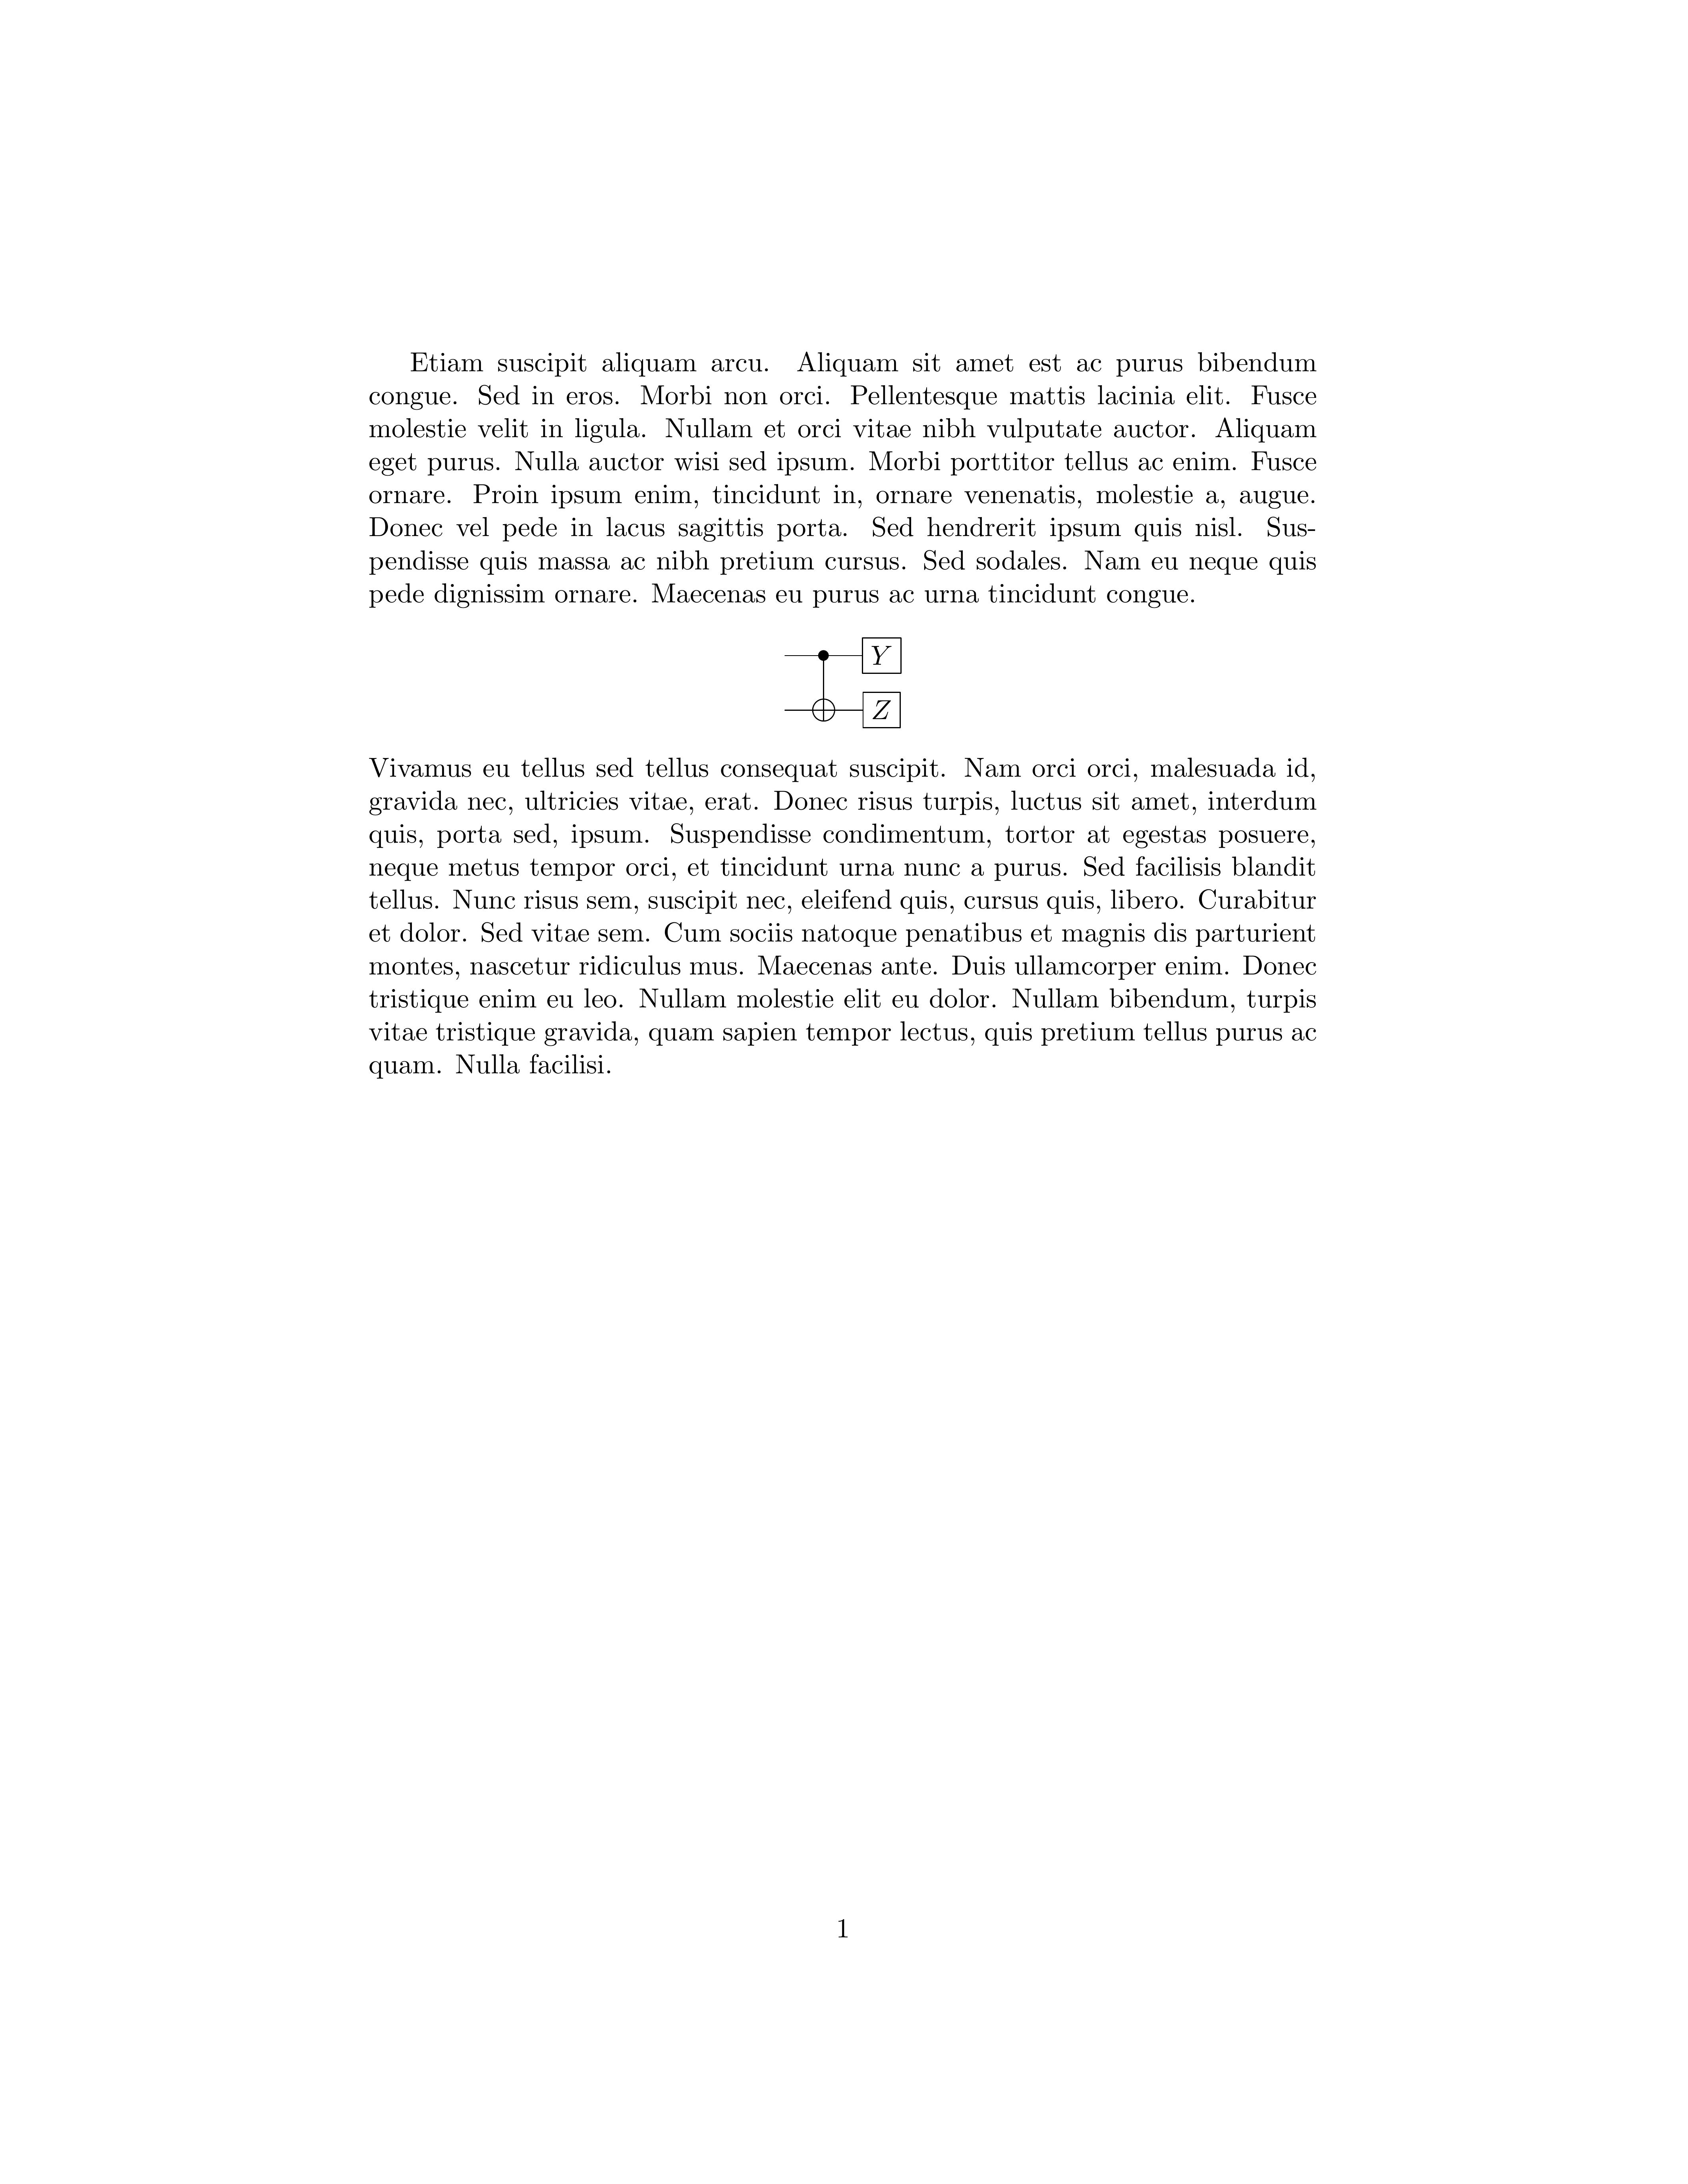 Etiam suscipit aliquam arcu. Aliquam sit amet est ac purus bibendum
congue. Sed in eros. Morbi non orci. Pellentesque mattis lacinia elit. Fusce
molestie velit in ligula. Nullam et orci vitae nibh vulputate auctor. Aliquam
eget purus. Nulla auctor wisi sed ipsum. Morbi porttitor tellus ac enim. Fusce
ornare. Proin ipsum enim, tincidunt in, ornare venenatis, molestie a, augue.
Donec vel pede in lacus sagittis porta. Sed hendrerit ipsum quis nisl. Sus-
pendisse quis massa ac nibh pretium cursus. Sed sodales. Nam eu neque quis
pede dignissim ornare. Maecenas eu purus ac urna tincidunt congue.
Y
Z
Vivamus eu tellus sed tellus consequat suscipit. Nam orci orci, malesuada id,
gravida nec, ultricies vitae, erat. Donec risus turpis, luctus sit amet, interdum
quis, porta sed, ipsum. Suspendisse condimentum, tortor at egestas posuere,
neque metus tempor orci, et tincidunt urna nunc a purus. Sed facilisis blandit
tellus. Nunc risus sem, suscipit nec, eleifend quis, cursus quis, libero. Curabitur
et dolor. Sed vitae sem. Cum sociis natoque penatibus et magnis dis parturient
montes, nascetur ridiculus mus. Maecenas ante. Duis ullamcorper enim. Donec
tristique enim eu leo. Nullam molestie elit eu dolor. Nullam bibendum, turpis
vitae tristique gravida, quam sapien tempor lectus, quis pretium tellus purus ac
quam. Nulla facilisi.
1